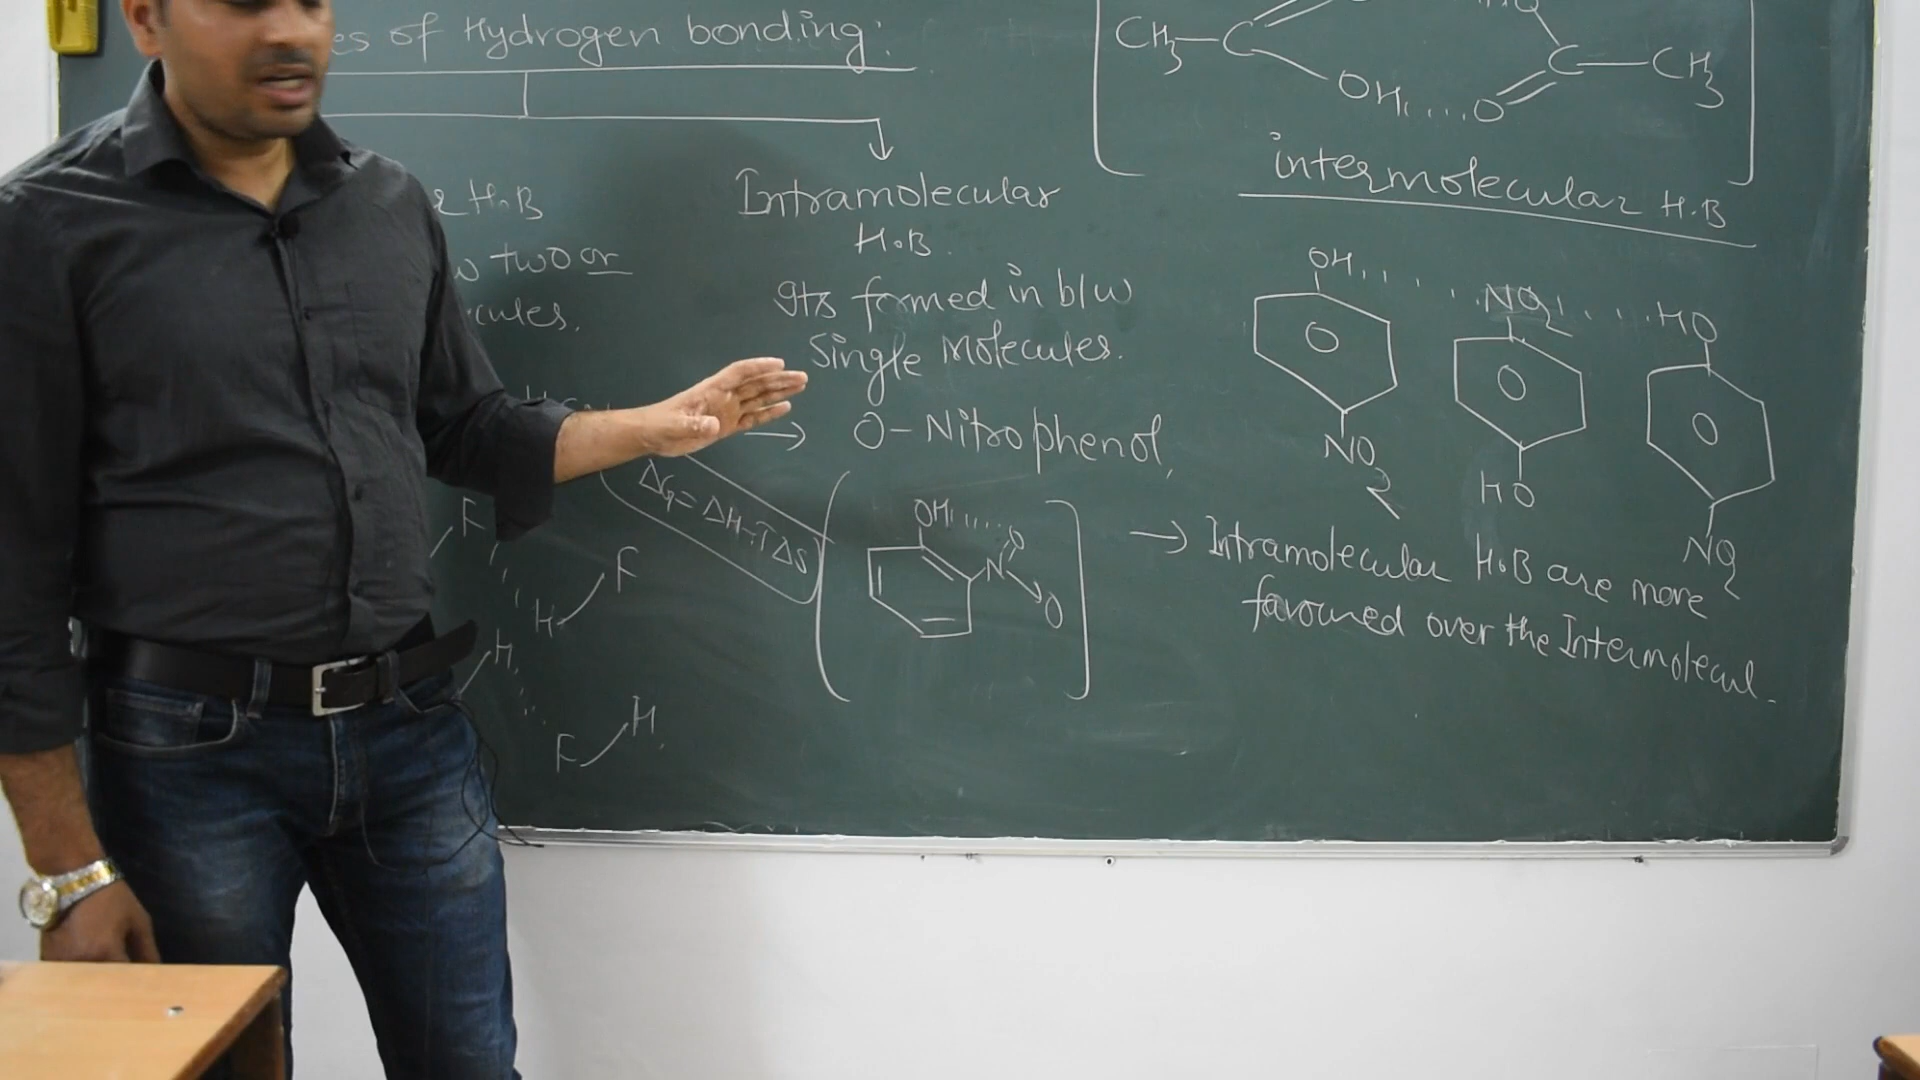 es of Hydrogen bonding:
H.B
two or
cules.
F
H F
H
F H
ΔG = ΔH-TΔS
Intramolecular
H.B.
Its formed in b/w
Single Molecules.
→ O-Nitrophenol,
OH......O
N
O
CH3-C
C-CH3
OH.....O
intermolecular H.B
OH...... NO2..... HO
NO2
HO
NO2
→ Intramolecular H.B are more
favoured over the Intermolecul.